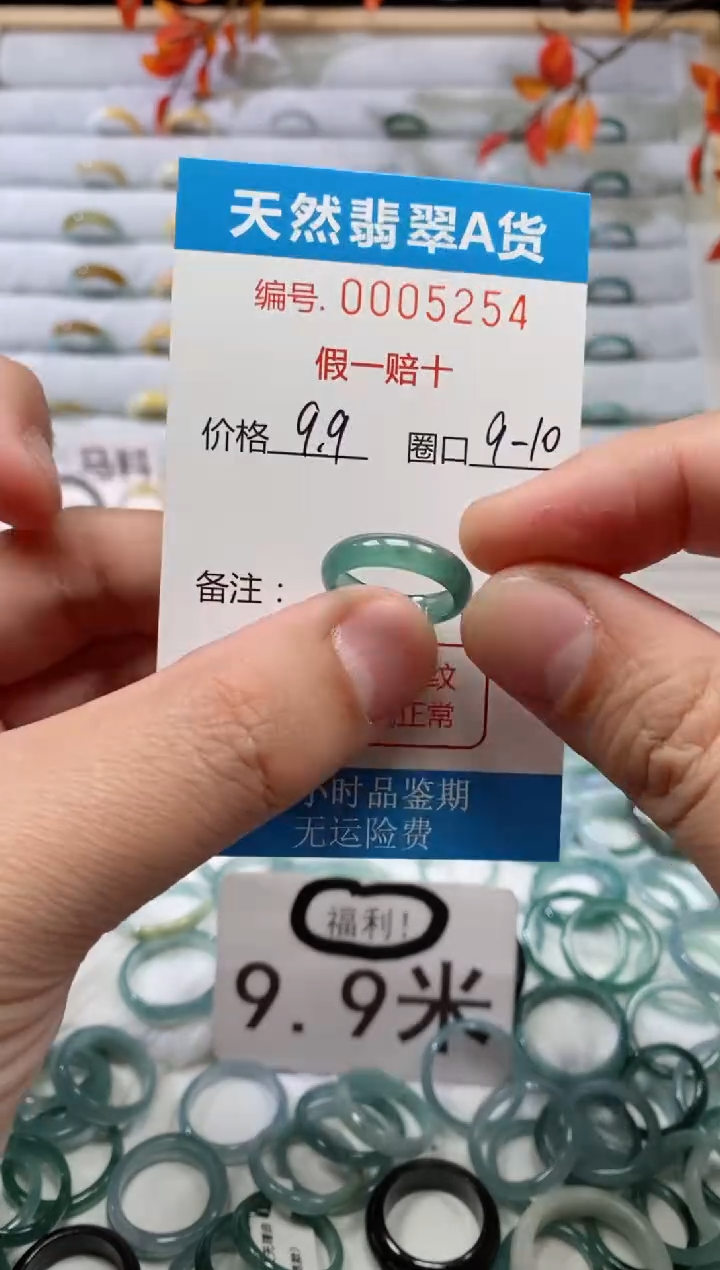 天然翡翠A货
编号. 0005254
假一赔十
价格 9.9 圈口 9-10
备注：
纹
正常
小时品鉴期
无运险费
福利!
9.9米